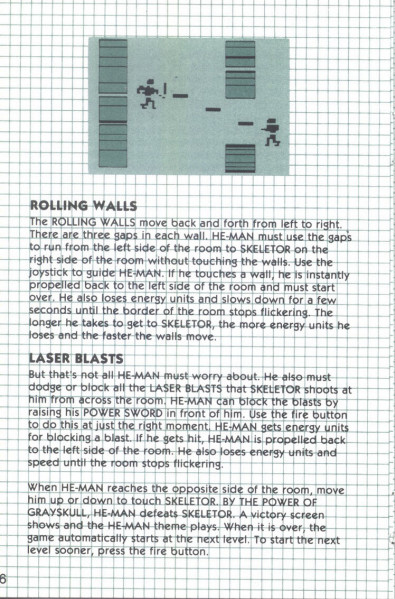 ROLLING WALLS
The ROLLING WALLS move back and forth from left to right.
There are three gaps in each wall. HE-MAN must use the gaps
to run from the left side of the room to SKELETOR on the
right side of the room without touching the walls. Use the
joystick to guide HE-MAN. If he touches a wall, he is instantly
propelled back to the left side of the room and must start
over. He also loses energy units and slows down for a few
seconds until the border of the room stops flickering. The
longer he takes to get to SKELETOR, the more energy units he
loses and the faster the walls move.
LASER BLASTS
But that's not all HE-MAN must worry about. He also must
dodge or block all the LASER BLASTS that SKELETOR shoots at
him from across the room. HE-MAN can block the blasts by
raising his POWER SWORD in front of him. Use the fire button
to do this at just the right moment. HE-MAN gets energy units
for blocking a blast. If he gets hit, HE-MAN is propelled back
to the left side of the room. He also loses energy units and
speed until the room stops flickering.
When HE-MAN reaches the opposite side of the room, move
him up or down to touch SKELETOR. BY THE POWER OF
GRAYSKULL, HE-MAN defeats SKELETOR. A victory screen
shows and the HE-MAN theme plays. When it is over, the
game automatically starts at the next level. To start the next
level sooner, press the fire button.
6